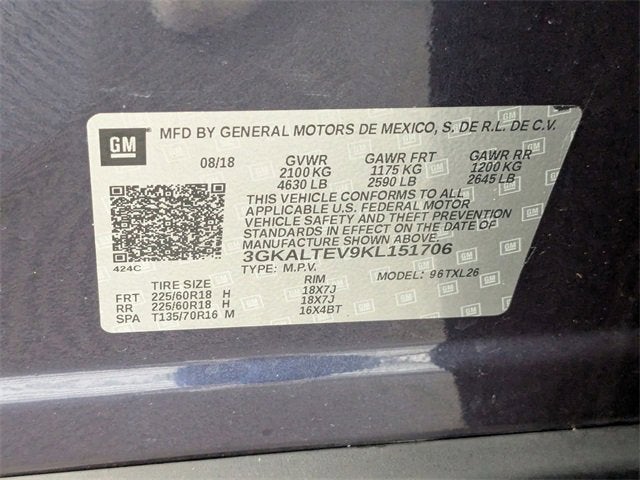 GM MFD BY GENERAL MOTORS DE MEXICO, S. DE R.L. DE C.V.
08/18 GVWR GAWR FRT GAWR RR
2100 KG 1175 KG 1200 KG
4630 LB 2590 LB 2645 LB
THIS VEHICLE CONFORMS TO ALL
APPLICABLE U.S. FEDERAL MOTOR
VEHICLE SAFETY AND THEFT PREVENTION
STANDARDS IN EFFECT ON THE DATE OF
MANUFACTURE SHOWN ABOVE.
3GKALTEV9KL151706
424C TYPE: M.P.V. MODEL: 96TXL26
TIRE SIZE RIM
FRT 225/60R18 H 18X7J
RR 225/60R18 H 18X7J
SPA T135/70R16 M 16X4BT